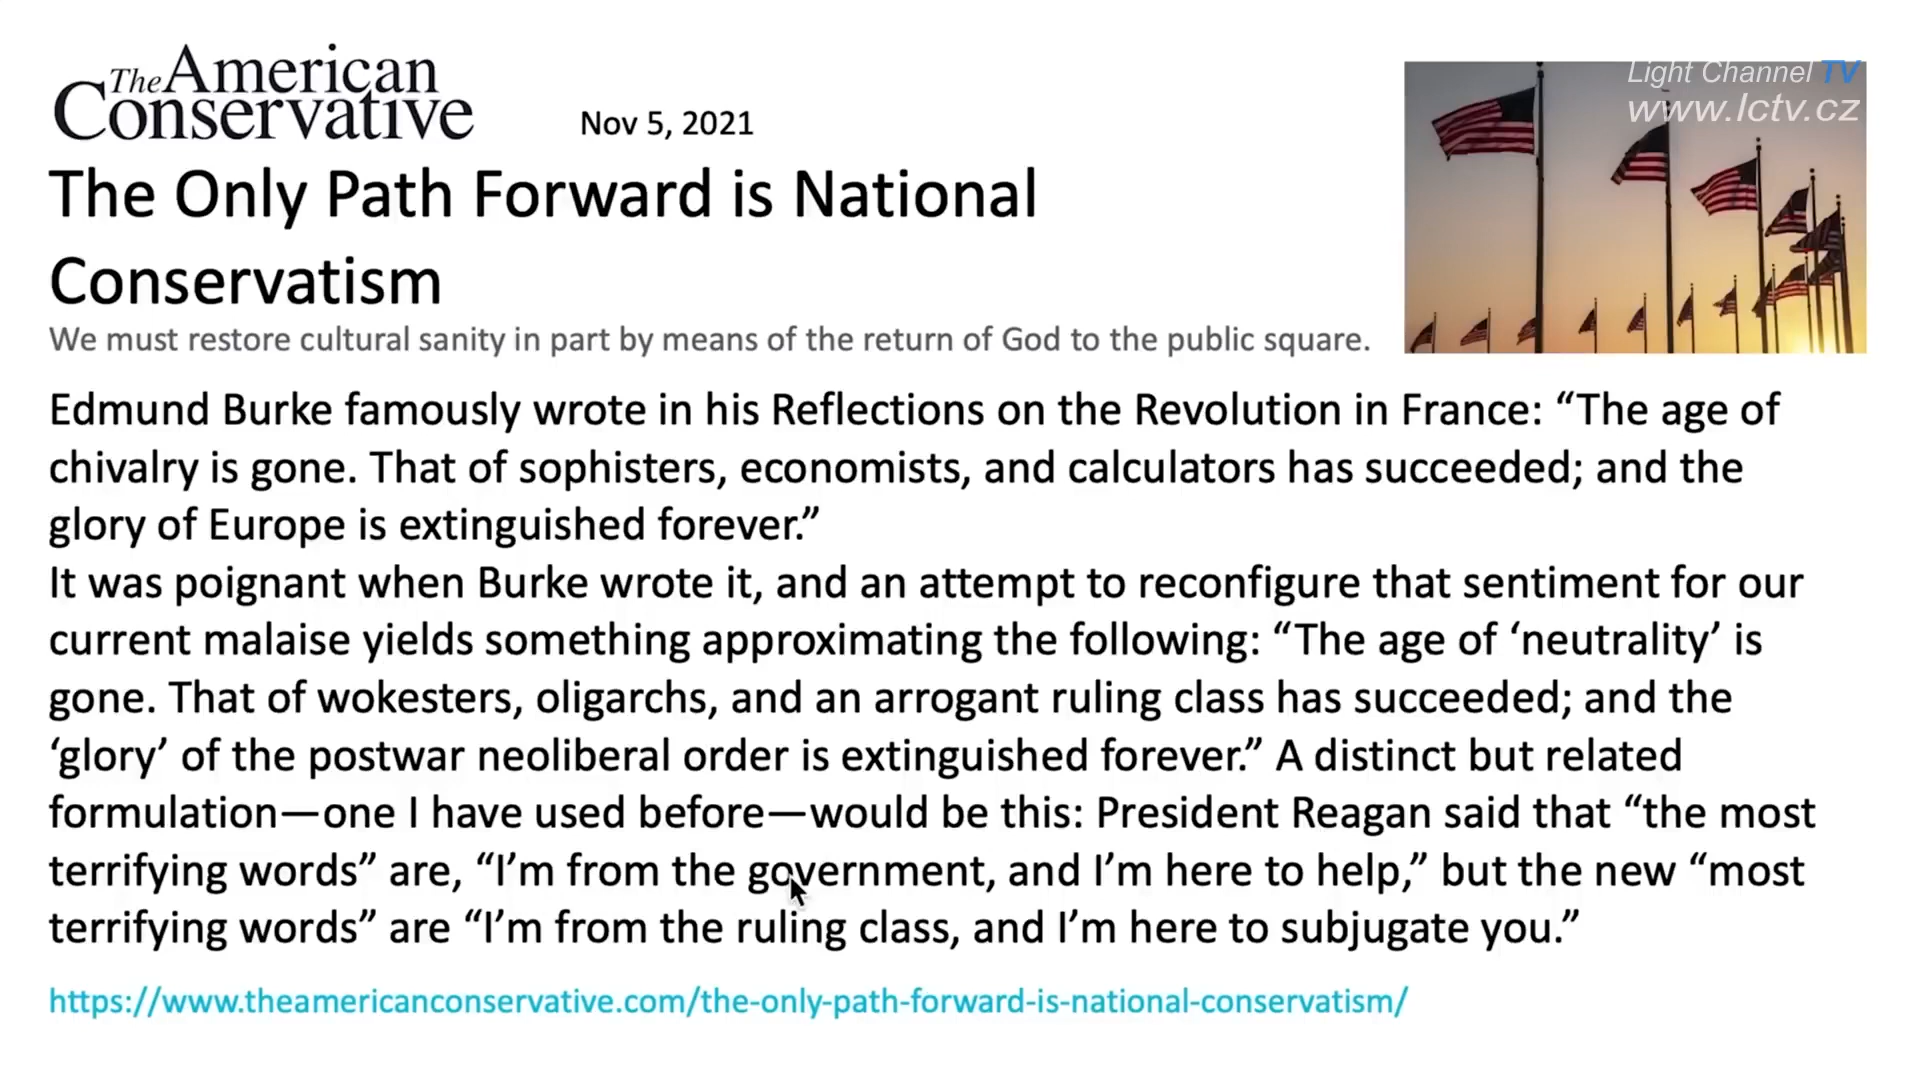 The American
Conservative
Nov 5, 2021
Light Channel TV
www.lctv.cz
The Only Path Forward is National
Conservatism
We must restore cultural sanity in part by means of the return of God to the public square.
Edmund Burke famously wrote in his Reflections on the Revolution in France: “The age of
chivalry is gone. That of sophisters, economists, and calculators has succeeded; and the
glory of Europe is extinguished forever.”
It was poignant when Burke wrote it, and an attempt to reconfigure that sentiment for our
current malaise yields something approximating the following: “The age of ‘neutrality’ is
gone. That of wokesters, oligarchs, and an arrogant ruling class has succeeded; and the
‘glory’ of the postwar neoliberal order is extinguished forever.” A distinct but related
formulation—one I have used before—would be this: President Reagan said that “the most
terrifying words” are, “I’m from the government, and I’m here to help,” but the new “most
terrifying words” are “I’m from the ruling class, and I’m here to subjugate you.”
https://www.theamericanconservative.com/the-only-path-forward-is-national-conservatism/